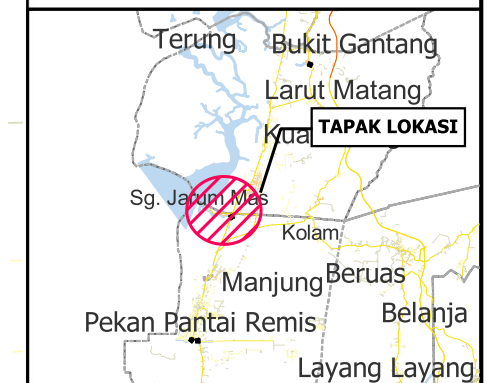 Terung
Bukit Gantang
Larut Matang
Kua
TAPAK LOKASI
Sg. Jarum Mas
Kolam
Manjung
Beruas
Belanja
Pekan Pantai Remis
Layang Layang